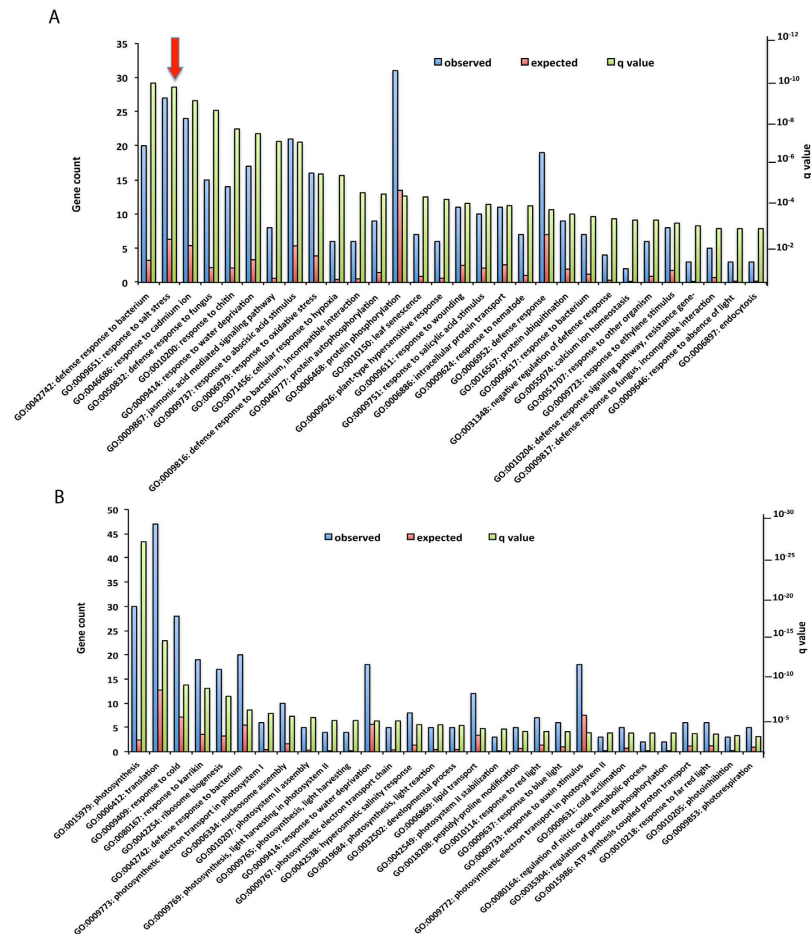 A
35
30
25
20
15
10
5
0
Gene count
observed
expected
q value
10-12
10-10
10-8
10-6
10-4
10-2
q value
GO:0042742: defense response to bacterium
GO:0009651: response to salt stress
GO:0046686: response to cadmium ion
GO:0050832: defense response to fungus
GO:0010200: response to chitin
GO:0009414: response to water deprivation
GO:0009867: jasmonic acid mediated signaling pathway
GO:0009737: response to abscisic acid stimulus
GO:0006979: response to oxidative stress
GO:0071456: cellular response to hypoxia
GO:0009816: defense response to bacterium, incompatible interaction
GO:0046777: protein autophosphorylation
GO:0006468: protein phosphorylation
GO:0010150: leaf senescence
GO:0009626: plant-type hypersensitive response
GO:0009611: response to wounding
GO:0009751: response to salicylic acid stimulus
GO:0006886: intracellular protein transport
GO:0009624: response to nematode
GO:0006952: defense response
GO:0016567: protein ubiquitination
GO:0009617: response to bacterium
GO:0031348: negative regulation of defense response
GO:0055074: calcium ion homeostasis
GO:0051707: response to other organism
GO:0009723: response to ethylene stimulus
GO:0010204: defense response signaling pathway, resistance gene-
GO:0009817: defense response to fungus, incompatible interaction
GO:0009646: response to absence of light
GO:0006897: endocytosis
B
50
45
40
35
30
25
20
15
10
5
0
Gene count
observed
expected
q value
10-30
10-25
10-20
10-15
10-10
10-5
q value
GO:0015979: photosynthesis
GO:0006412: translation
GO:0009409: response to cold
GO:0080167: response to karrikin
GO:0042254: ribosome biogenesis
GO:0042742: defense response to bacterium
GO:0009773: photosynthetic electron transport in photosystem I
GO:0006334: nucleosome assembly
GO:0010207: photosystem II assembly
GO:0009769: photosynthesis, light harvesting in photosystem II
GO:0009765: photosynthesis, light harvesting
GO:0009414: response to water deprivation
GO:0009767: photosynthetic electron transport chain
GO:0042538: hyperosmotic salinity response
GO:0019684: photosynthesis, light reaction
GO:0032502: developmental process
GO:0006869: lipid transport
GO:0042549: photosystem II stabilization
GO:0018208: peptidyl-proline modification
GO:0010114: response to red light
GO:0009637: response to blue light
GO:0009733: response to auxin stimulus
GO:0009772: photosynthetic electron transport in photosystem II
GO:0009631: cold acclimation
GO:0080164: regulation of nitric oxide metabolic process
GO:0035304: regulation of protein dephosphorylation
GO:0015986: ATP synthesis coupled proton transport
GO:0010218: response to far red light
GO:0010205: photoinhibition
GO:0009853: photorespiration